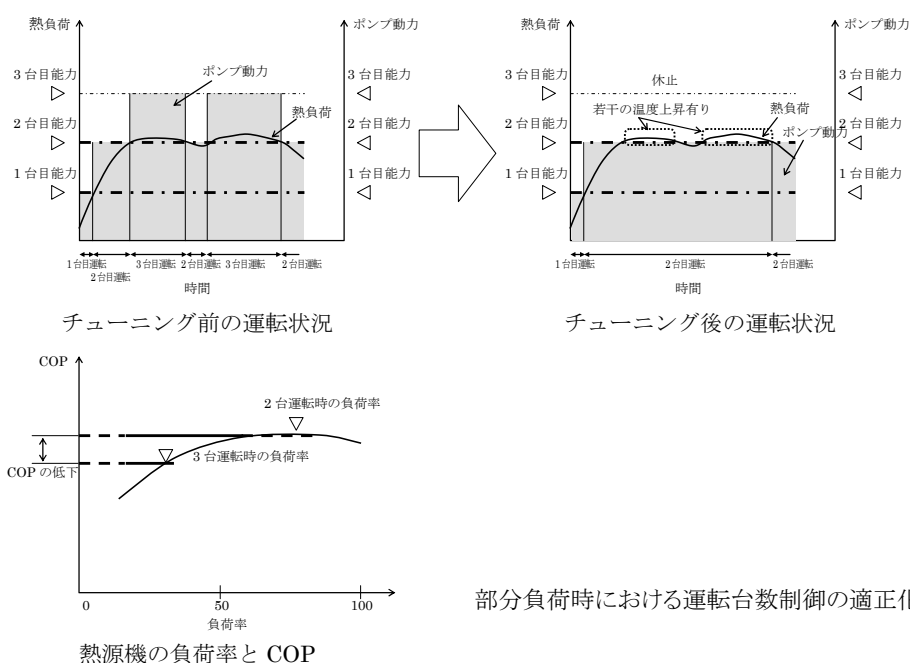 熱負荷
ポンプ動力
3 台目能力
2 台目能力
1 台目能力
ポンプ動力
熱負荷
3 台目能力
2 台目能力
1 台目能力
1台目運転
2台目運転
3台目運転
2台目運転
3台目運転
2台目運転
時間
チューニング前の運転状況
熱負荷
ポンプ動力
3 台目能力
2 台目能力
1 台目能力
休止
若干の温度上昇有り
熱負荷
ポンプ動力
3 台目能力
2 台目能力
1 台目能力
1台目運転
2台目運転
2台目運転
時間
チューニング後の運転状況
COP
2 台運転時の負荷率
3 台運転時の負荷率
COP の低下
0
50
100
負荷率
熱源機の負荷率と COP
部分負荷時における運転台数制御の適正化